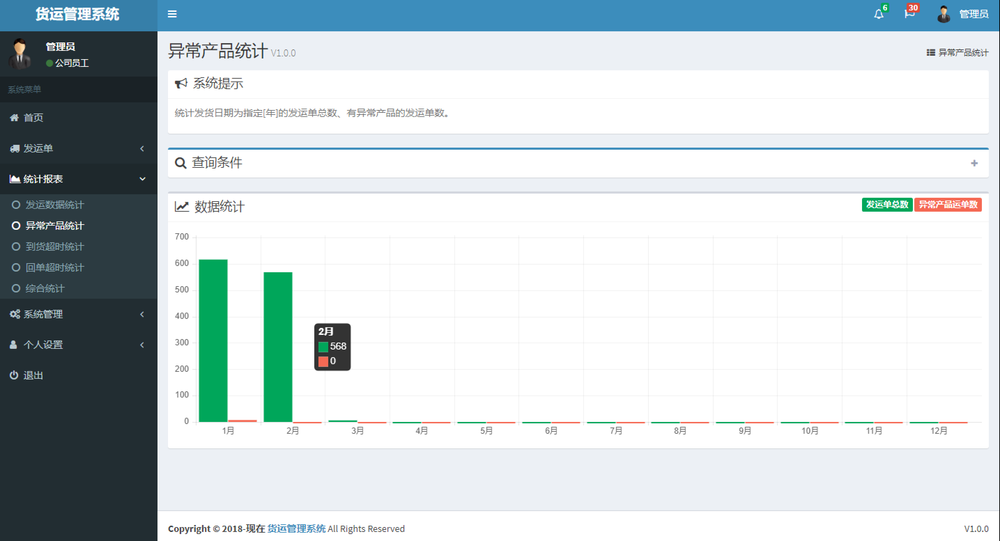 货运管理系统
6
30
管理员
管理员
公司员工
系统菜单
首页
发运单
统计报表
发运数据统计
异常产品统计
到货超时统计
回单超时统计
综合统计
系统管理
个人设置
退出
异常产品统计 V1.0.0
异常产品统计
系统提示
统计发货日期为指定[年]的发运单总数、有异常产品的发运单数。
查询条件
数据统计
发运单总数 异常产品运单数
700
600
500
400
300
200
100
0
2月
568
0
1月 2月 3月 4月 5月 6月 7月 8月 9月 10月 11月 12月
Copyright © 2018-现在 货运管理系统 All Rights Reserved
V1.0.0